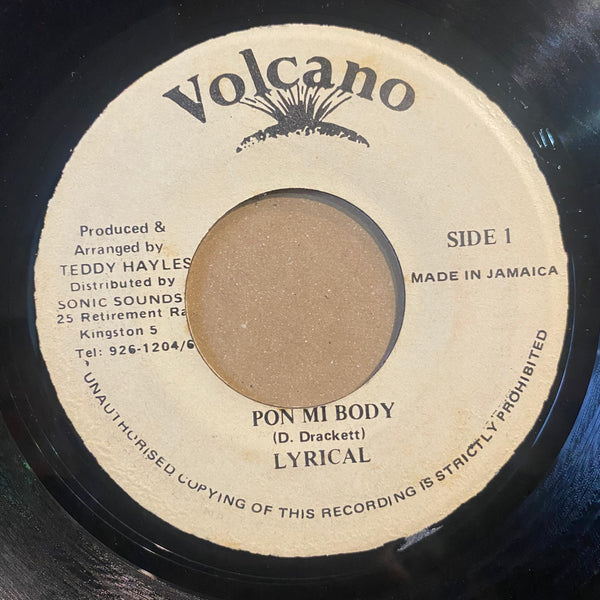 Volcano
Produced &
Arranged by
TEDDY HAYLES
Distributed by
SONIC SOUNDS
25 Retirement
Kingston 5
Tel: 926-1204/6
SIDE 1
MADE IN JAMAICA
PON MI BODY
(D. Drackett)
LYRICAL
UNAUTHORISED COPYING OF THIS RECORDING IS STRICTLY PROHIBITED